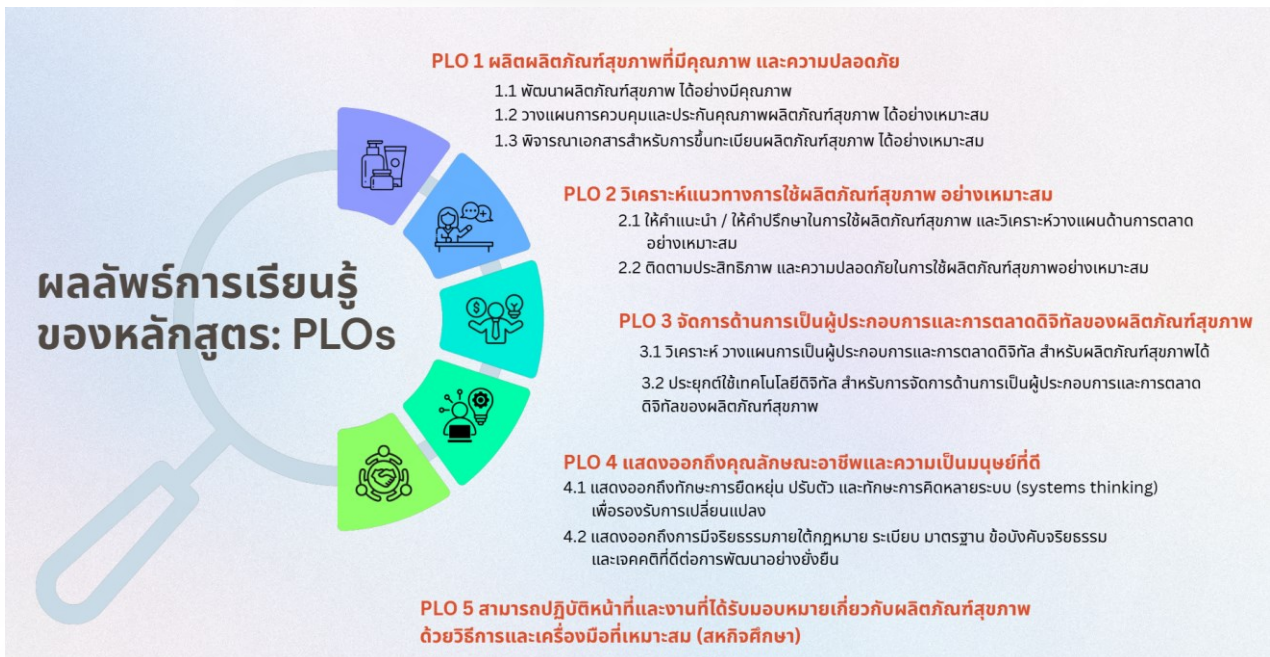 PLO 1 ผลิตผลิตภัณฑ์สุขภาพที่มีคุณภาพ และความปลอดภัย
1.1 พัฒนาผลิตภัณฑ์สุขภาพ ได้อย่างมีคุณภาพ
1.2 วางแผนการควบคุมและประกันคุณภาพผลิตภัณฑ์สุขภาพ ได้อย่างเหมาะสม
1.3 พิจารณาเอกสารสำหรับการขึ้นทะเบียนผลิตภัณฑ์สุขภาพ ได้อย่างเหมาะสม
PLO 2 วิเคราะห์แนวทางการใช้ผลิตภัณฑ์สุขภาพ อย่างเหมาะสม
2.1 ให้คำแนะนำ / ให้คำปรึกษาในการใช้ผลิตภัณฑ์สุขภาพ และวิเคราะห์วางแผนด้านการตลาด
อย่างเหมาะสม
2.2 ติดตามประสิทธิภาพ และความปลอดภัยในการใช้ผลิตภัณฑ์สุขภาพอย่างเหมาะสม
ผลลัพธ์การเรียนรู้
ของหลักสูตร: PLOs
PLO 3 จัดการด้านการเป็นผู้ประกอบการและการตลาดดิจิทัลของผลิตภัณฑ์สุขภาพ
3.1 วิเคราะห์ วางแผนการเป็นผู้ประกอบการและการตลาดดิจิทัล สำหรับผลิตภัณฑ์สุขภาพได้
3.2 ประยุกต์ใช้เทคโนโลยีดิจิทัล สำหรับการจัดการด้านการเป็นผู้ประกอบการและการตลาด
ดิจิทัลของผลิตภัณฑ์สุขภาพ
PLO 4 แสดงออกถึงคุณลักษณะอาชีพและความเป็นมนุษย์ที่ดี
4.1 แสดงออกถึงทักษะการยืดหยุ่น ปรับตัว และทักษะการคิดหลายระบบ (systems thinking)
เพื่อรองรับการเปลี่ยนแปลง
4.2 แสดงออกถึงการมีจริยธรรมภายใต้กฎหมาย ระเบียบ มาตรฐาน ข้อบังคับจริยธรรม
และเจคคติที่ดีต่อการพัฒนาอย่างยั่งยืน
PLO 5 สามารถปฏิบัติหน้าที่และงานที่ได้รับมอบหมายเกี่ยวกับผลิตภัณฑ์สุขภาพ
ด้วยวิธีการและเครื่องมือที่เหมาะสม (สหกิจศึกษา)